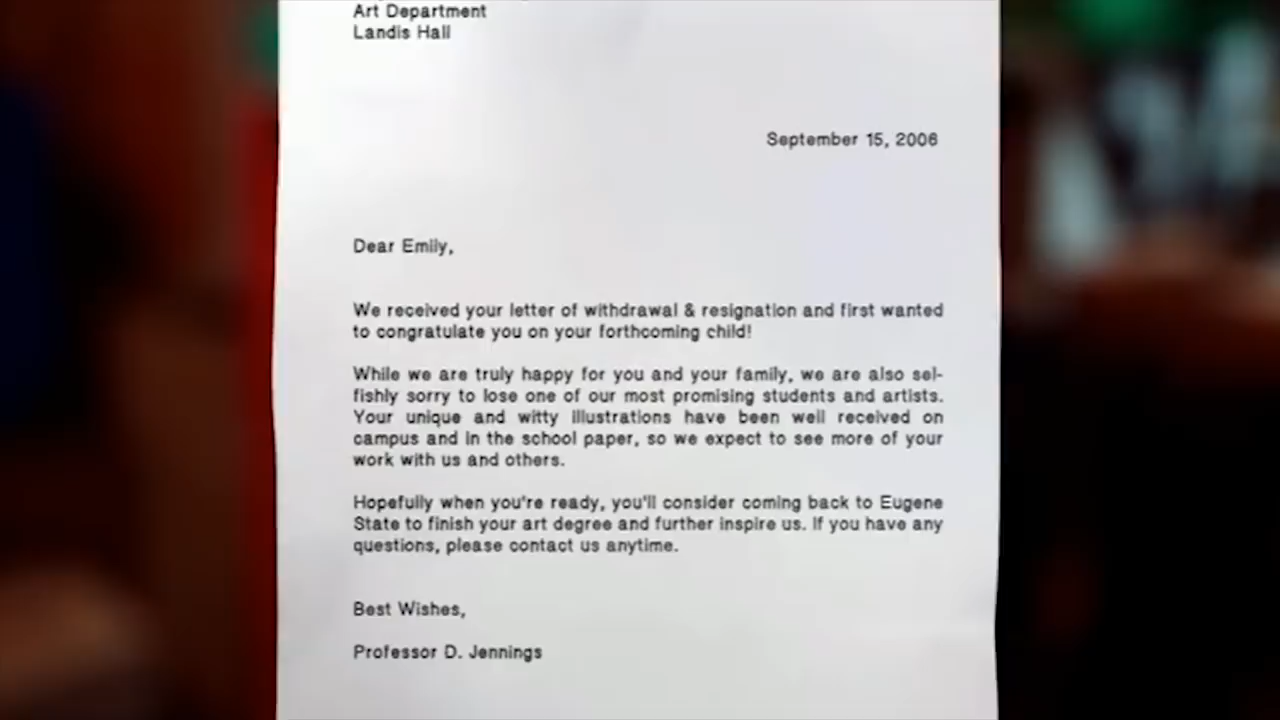 Art Department
Landis Hall
September 15, 2006
Dear Emily,
We received your letter of withdrawal & resignation and first wanted
to congratulate you on your forthcoming child!
While we are truly happy for you and your family, we are also sel-
fishly sorry to lose one of our most promising students and artists.
Your unique and witty illustrations have been well received on
campus and in the school paper, so we expect to see more of your
work with us and others.
Hopefully when you're ready, you'll consider coming back to Eugene
State to finish your art degree and further inspire us. If you have any
questions, please contact us anytime.
Best Wishes,
Professor D. Jennings